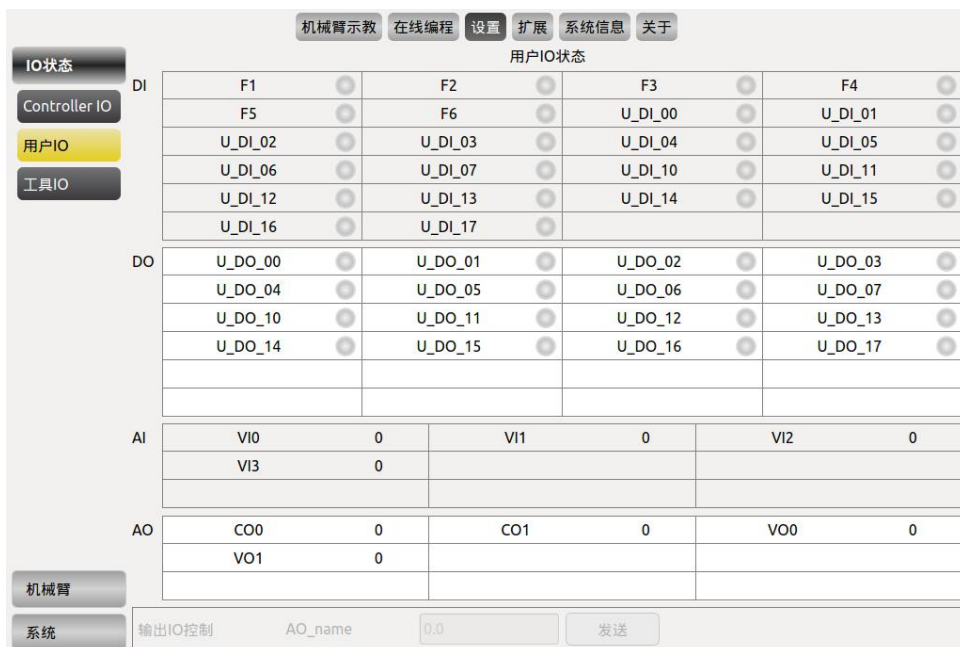 机械臂示教 在线编程 设置 扩展 系统信息 关于
用户IO状态
IO状态
Controller IO
用户IO
工具IO
DI F1 F2 F3 F4
F5 F6 U_DI_00 U_DI_01
U_DI_02 U_DI_03 U_DI_04 U_DI_05
U_DI_06 U_DI_07 U_DI_10 U_DI_11
U_DI_12 U_DI_13 U_DI_14 U_DI_15
U_DI_16 U_DI_17
DO U_DO_00 U_DO_01 U_DO_02 U_DO_03
U_DO_04 U_DO_05 U_DO_06 U_DO_07
U_DO_10 U_DO_11 U_DO_12 U_DO_13
U_DO_14 U_DO_15 U_DO_16 U_DO_17
AI VI0 0 VI1 0 VI2 0
VI3 0
AO CO0 0 CO1 0 VO0 0
VO1 0
机械臂
系统
输出IO控制 AO_name 0.0 发送